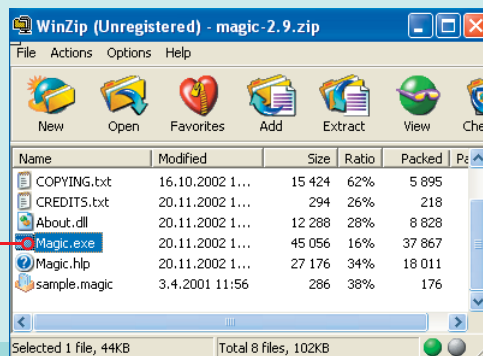 WinZip (Unregistered) - magic-2.9.zip
File Actions Options Help
New Open Favorites Add Extract View Che
Name Modified Size Ratio Packed Pa
COPYING.txt 16.10.2002 1... 15 424 62% 5 895
CREDITS.txt 20.11.2002 1... 294 26% 218
About.dll 20.11.2002 1... 12 288 28% 8 828
Magic.exe 20.11.2002 1... 45 056 16% 37 867
Magic.hlp 20.11.2002 1... 27 176 34% 18 011
sample.magic 3.4.2001 11:56 286 38% 176
Selected 1 file, 44KB Total 8 files, 102KB